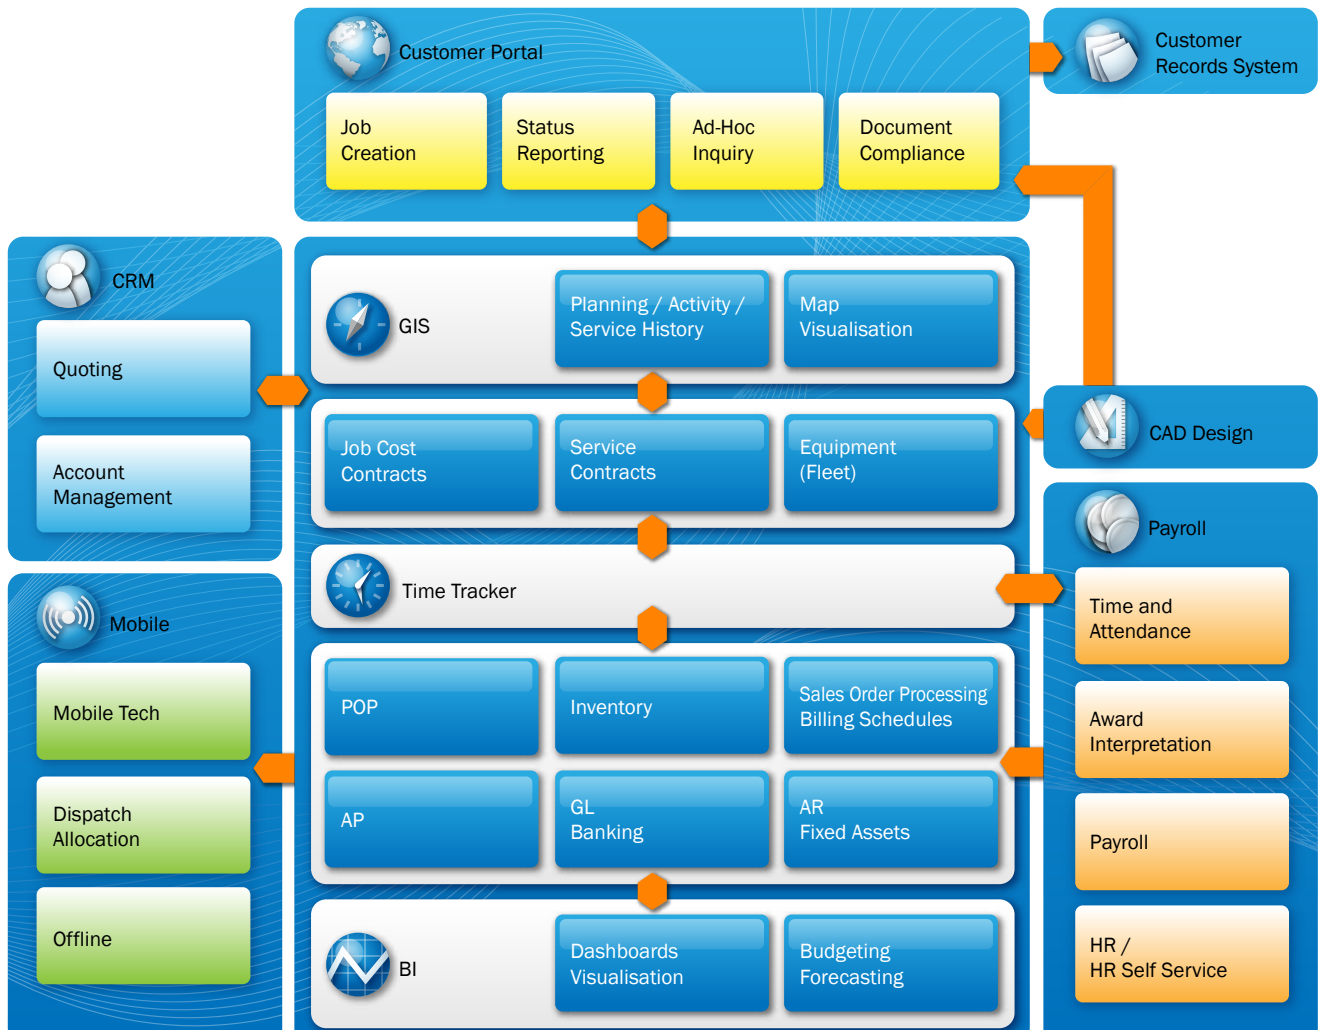 Customer Portal
Job
Creation
Status
Reporting
Ad-Hoc
Inquiry
Document
Compliance
Customer
Records System
CRM
Quoting
Account
Management
GIS
Planning / Activity /
Service History
Map
Visualisation
Job Cost
Contracts
Service
Contracts
Equipment
(Fleet)
CAD Design
Time Tracker
Payroll
Time and
Attendance
Award
Interpretation
Payroll
HR /
HR Self Service
Mobile
Mobile Tech
Dispatch
Allocation
Offline
POP
Inventory
Sales Order Processing
Billing Schedules
AP
GL
Banking
AR
Fixed Assets
BI
Dashboards
Visualisation
Budgeting
Forecasting